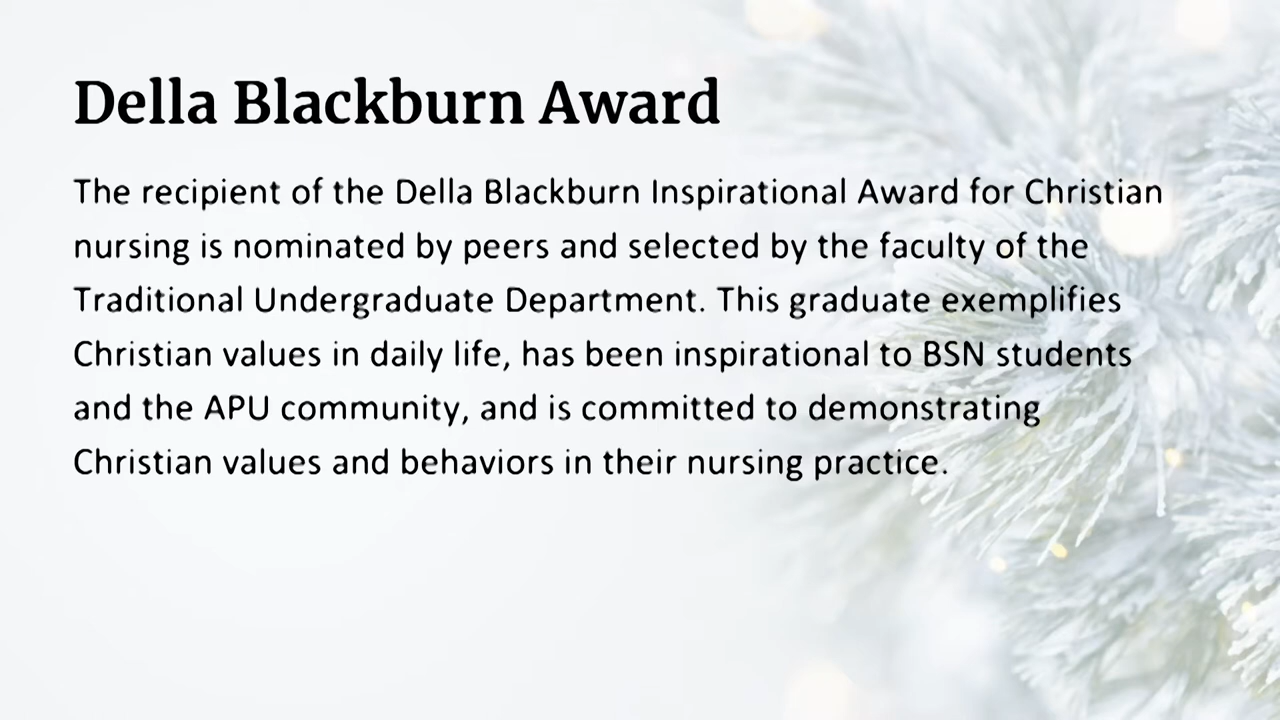 Della Blackburn Award
The recipient of the Della Blackburn Inspirational Award for Christian
nursing is nominated by peers and selected by the faculty of the
Traditional Undergraduate Department. This graduate exemplifies
Christian values in daily life, has been inspirational to BSN students
and the APU community, and is committed to demonstrating
Christian values and behaviors in their nursing practice.